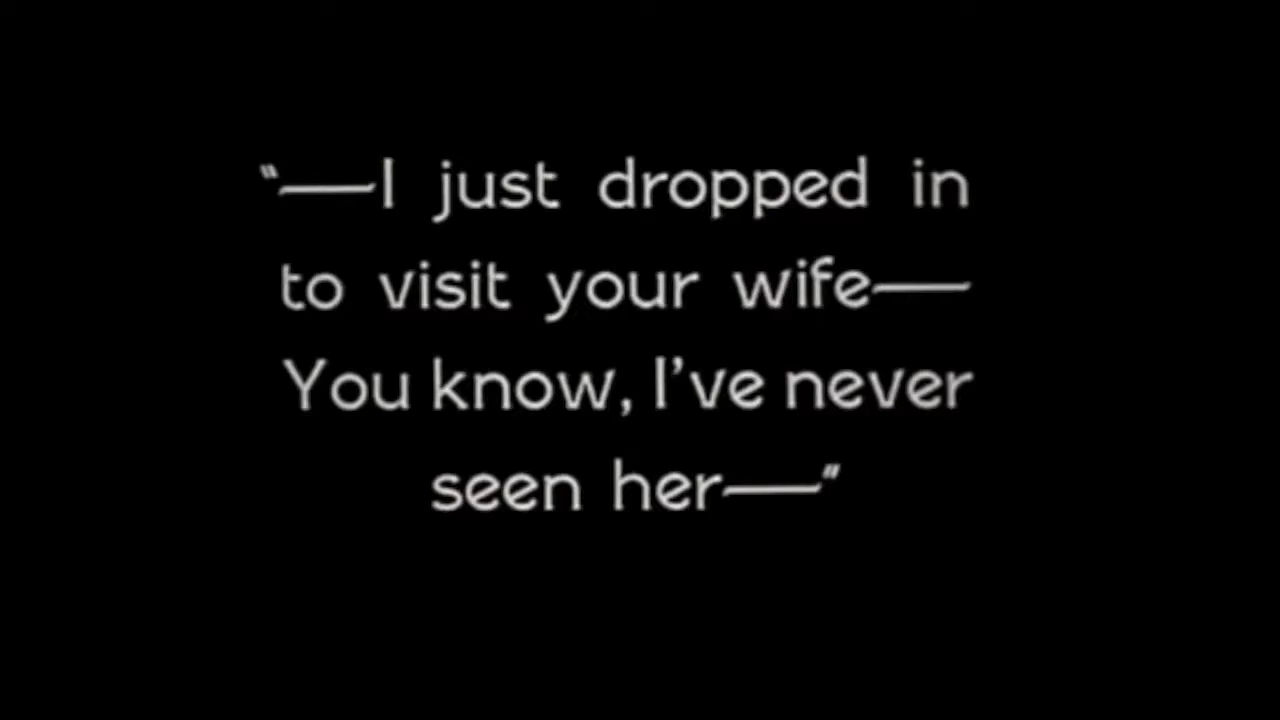 “—I just dropped in
to visit your wife—
You know, I’ve never
seen her—”